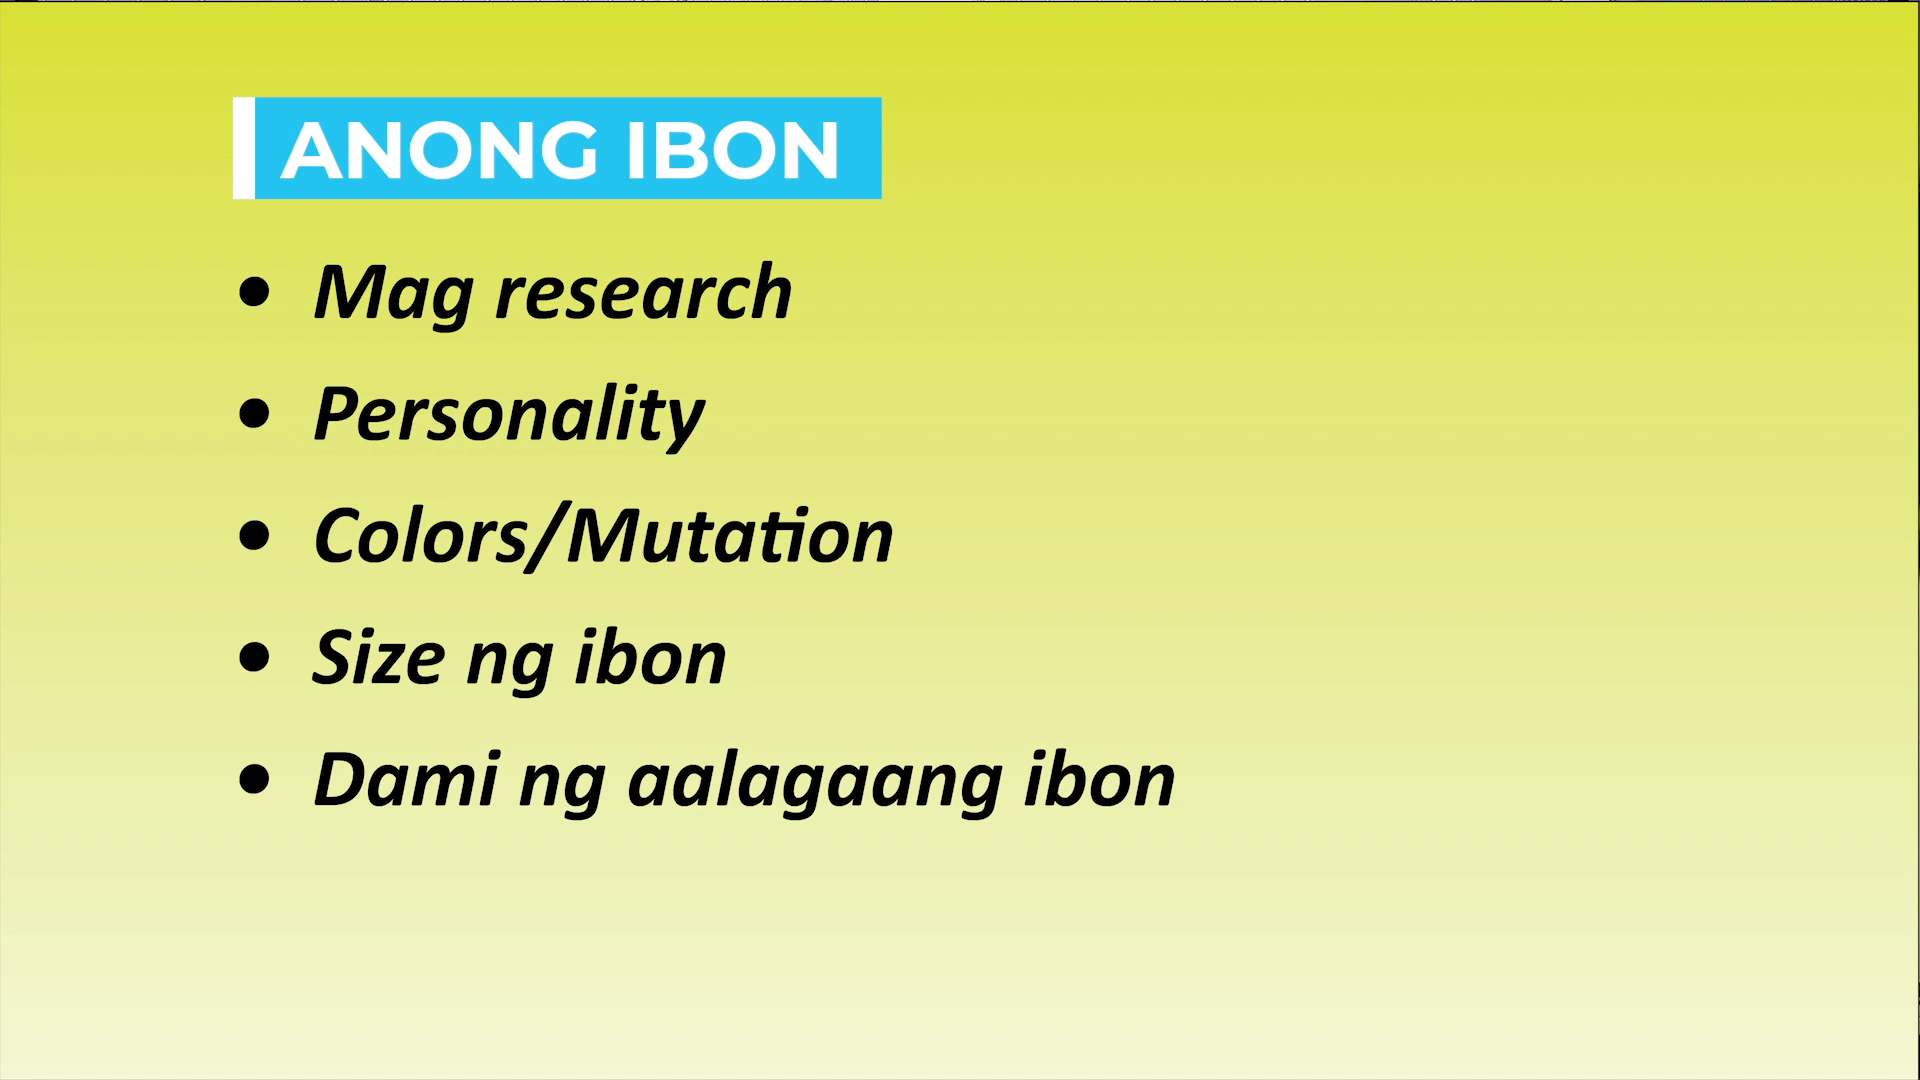 ANONG IBON
• Mag research
• Personality
• Colors/Mutation
• Size ng ibon
• Dami ng aalagaang ibon